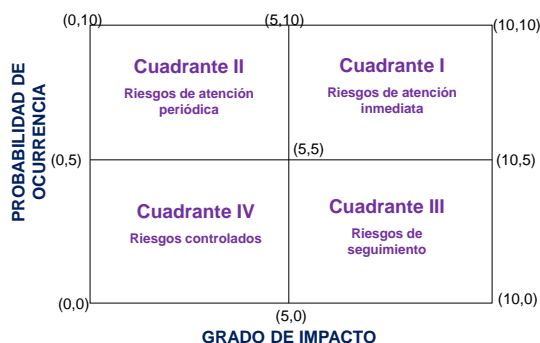 (0,10)
(5,10)
(10,10)
Cuadrante II
Riesgos de atención
periódica
Cuadrante I
Riesgos de atención
inmediata
PROBABILIDAD DE
OCURRENCIA
(0,5)
(5,5)
(10,5)
Cuadrante IV
Riesgos controlados
Cuadrante III
Riesgos de
seguimiento
(0,0)
(5,0)
(10,0)
GRADO DE IMPACTO